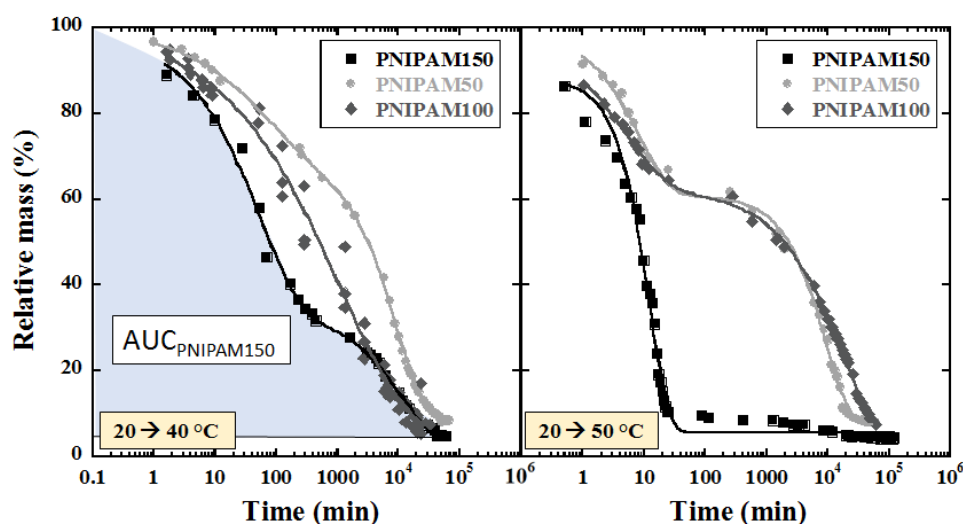 Relative mass (%)
100
80
60
40
20
0
PNIPAM150
PNIPAM50
PNIPAM100
AUCPNIPAM150
20 → 40 °C
0.1
1
10
100
1000
10⁴
10⁵
10⁶
Time (min)
PNIPAM150
PNIPAM50
PNIPAM100
20 → 50 °C
1
10
100
1000
10⁴
10⁵
10⁶
Time (min)